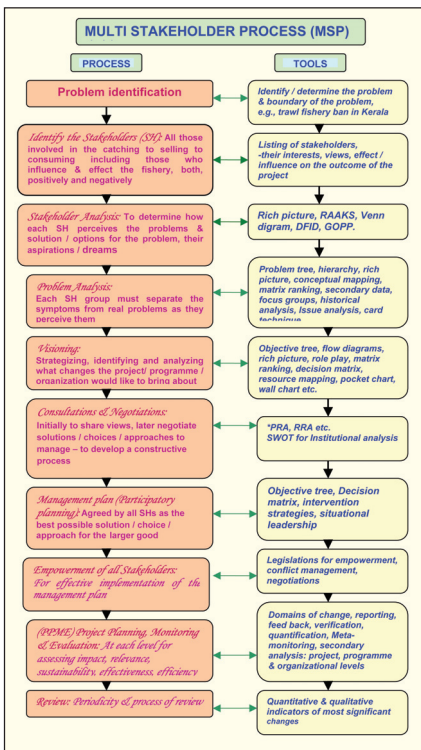 MULTI STAKEHOLDER PROCESS (MSP)
PROCESS
TOOLS
Problem identification
Identify / determine the problem
& boundary of the problem,
e.g., trawl fishery ban in Kerala
Identify the Stakeholders (SH): All those
involved in the catching to selling to
consuming including those who
influence & effect the fishery, both,
positively and negatively
Listing of stakeholders,
-their interests, views, effect /
influence on the outcome of the
project
Stakeholder Analysis: To determine how
each SH perceives the problems &
solution / options for the problem, their
aspirations / dreams
Rich picture, RAAKS, Venn
digram, DFID, GOPP.
Problem Analysis:
Each SH group must separate the
symptoms from real problems as they
perceive them
Problem tree, hierarchy, rich
picture, conceptual mapping,
matrix ranking, secondary data,
focus groups, historical
analysis, Issue analysis, card
technique
Visioning:
Strategizing, identifying and analyzing
what changes the project/ programme /
organization would like to bring about
Objective tree, flow diagrams,
rich picture, role play, matrix
ranking, decision matrix,
resource mapping, pocket chart,
wall chart etc.
Consultations & Negotiations:
Initially to share views, later negotiate
solutions / choices / approaches to
manage – to develop a constructive
process
*PRA, RRA etc.
SWOT for Institutional analysis
Management plan (Participatory
planning): Agreed by all SHs as the
best possible solution / choice /
approach for the larger good
Objective tree, Decision
matrix, intervention
strategies, situational
leadership
Empowerment of all Stakeholders:
For effective implementation of the
management plan
Legislations for empowerment,
conflict management,
negotiations
(PPME) Project Planning, Monitoring
& Evaluation: At each level for
assessing impact, relevance,
sustainability, effectiveness, efficiency
Domains of change, reporting,
feed back, verification,
quantification, Meta-
monitoring, secondary
analysis: project, programme
& organizational levels
Review: Periodicity & process of review
Quantitative & qualitative
indicators of most significant
changes